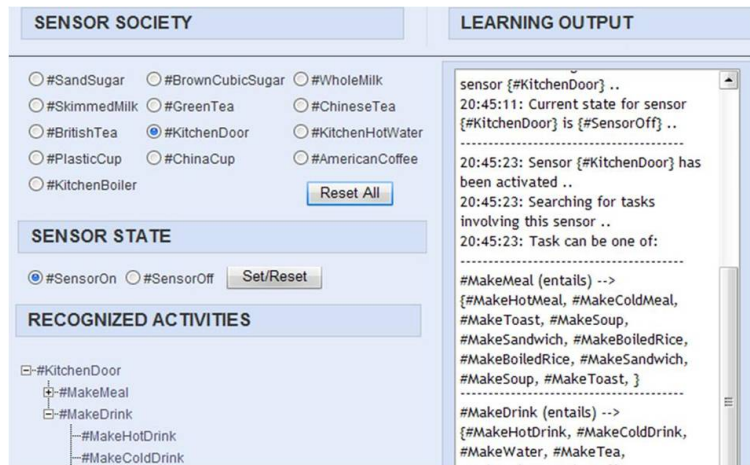 SENSOR SOCIETY
#SandSugar #BrownCubicSugar #WholeMilk
#SkimmedMilk #GreenTea #ChineseTea
#BritishTea #KitchenDoor #KitchenHotWater
#PlasticCup #ChinaCup #AmericanCoffee
#KitchenBoiler
Reset All
SENSOR STATE
#SensorOn #SensorOff Set/Reset
RECOGNIZED ACTIVITIES
#KitchenDoor
#MakeMeal
#MakeDrink
#MakeHotDrink
#MakeColdDrink
LEARNING OUTPUT
sensor {#KitchenDoor} ..
20:45:11: Current state for sensor
{#KitchenDoor} is {#SensorOff} ..
----------------------------------------
20:45:23: Sensor {#KitchenDoor} has
been activated ..
20:45:23: Searching for tasks
involving this sensor ..
20:45:23: Task can be one of:
----------------------------------------
#MakeMeal (entails) -->
{#MakeHotMeal, #MakeColdMeal,
#MakeToast, #MakeSoup,
#MakeSandwich, #MakeBoiledRice,
#MakeBoiledRice, #MakeSandwich,
#MakeSoup, #MakeToast, }
----------------------------------------
#MakeDrink (entails) -->
{#MakeHotDrink, #MakeColdDrink,
#MakeWater, #MakeTea,